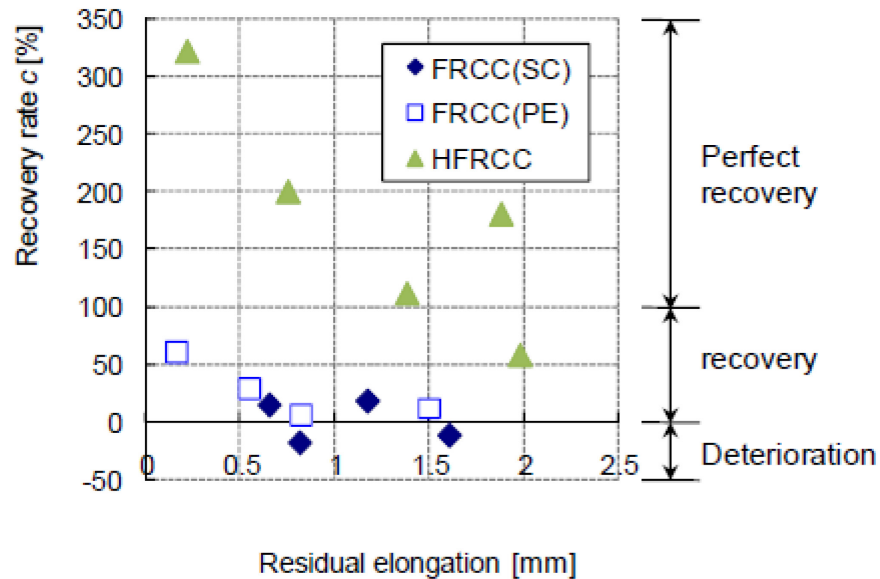 350
300
250
200
150
100
50
0
-50
Recovery rate c [%]
FRCC(SC)
FRCC(PE)
HFRCC
0 0.5 1 1.5 2 2.5
Residual elongation [mm]
Perfect
recovery
recovery
Deterioration